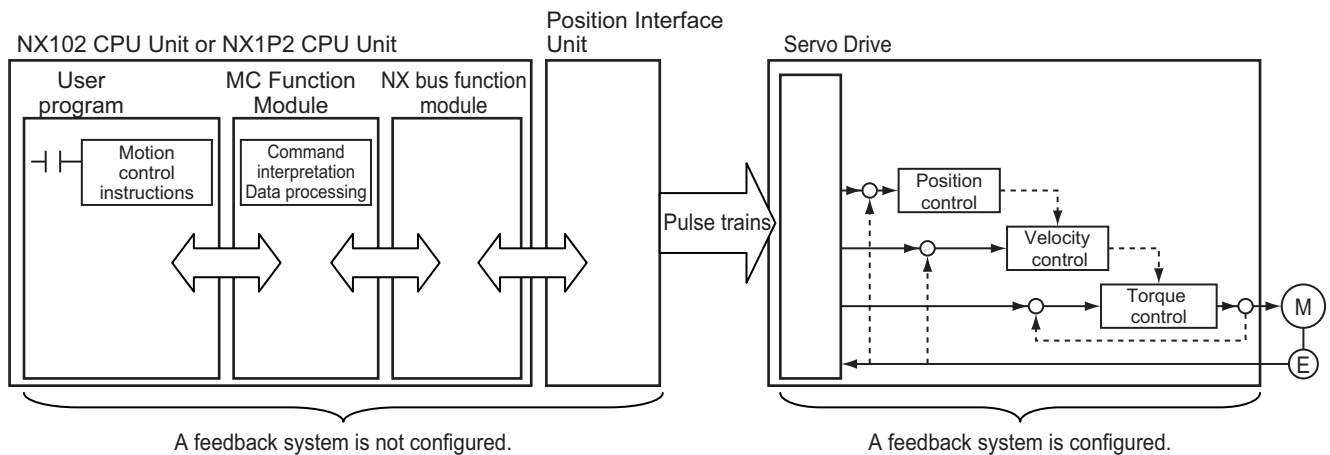 Position Interface
Unit
NX102 CPU Unit or NX1P2 CPU Unit
Servo Drive
User
program
MC Function
Module
NX bus function
module
Motion
control
instructions
Command
interpretation
Data processing
Pulse trains
Position
control
Velocity
control
Torque
control
M
E
A feedback system is not configured.
A feedback system is configured.